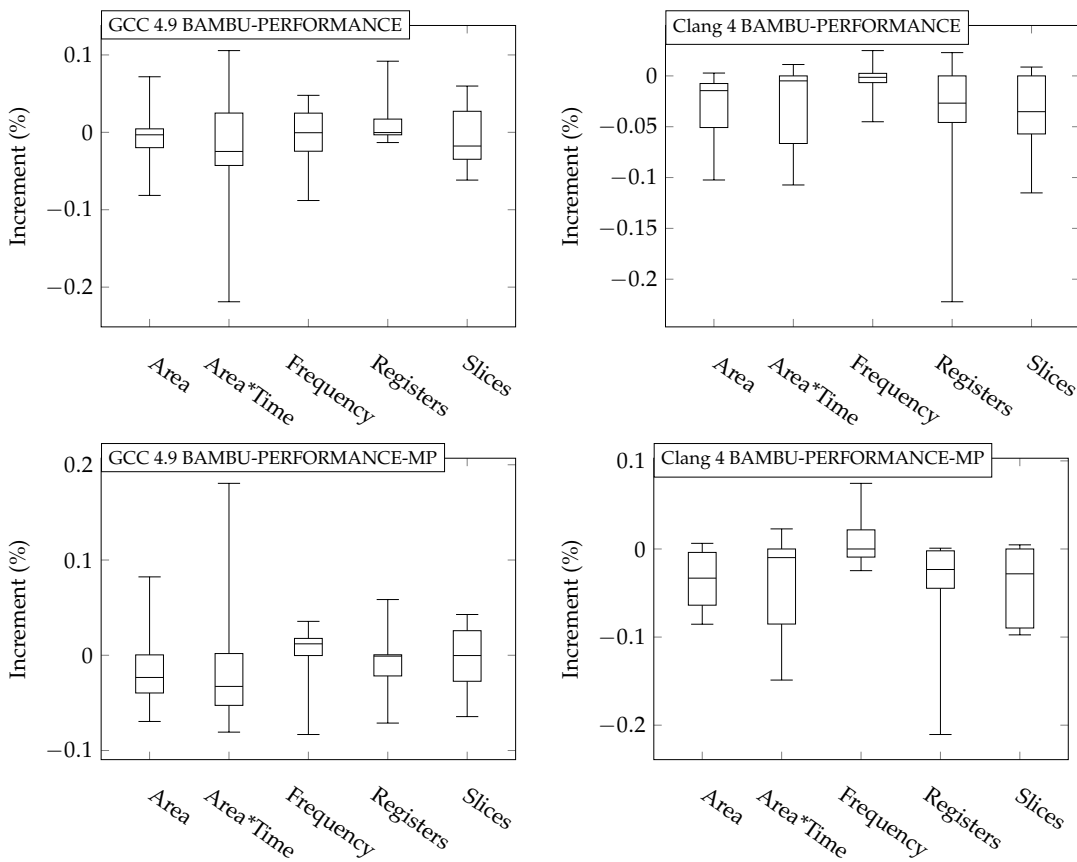 GCC 4.9 BAMBU-PERFORMANCE
0.1
0
−0.1
−0.2
Increment (%)
Area
Area*Time
Frequency
Registers
Slices
Clang 4 BAMBU-PERFORMANCE
0
−0.05
−0.1
−0.15
−0.2
Increment (%)
Area
Area*Time
Frequency
Registers
Slices
GCC 4.9 BAMBU-PERFORMANCE-MP
0.2
0.1
0
−0.1
Increment (%)
Area
Area*Time
Frequency
Registers
Slices
Clang 4 BAMBU-PERFORMANCE-MP
0.1
0
−0.1
−0.2
Increment (%)
Area
Area*Time
Frequency
Registers
Slices